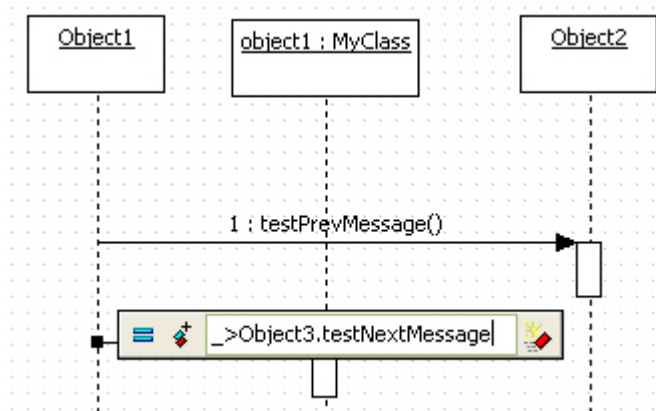 Object1
object1 : MyClass
Object2
1 : testPrevMessage()
_>Object3.testNextMessage